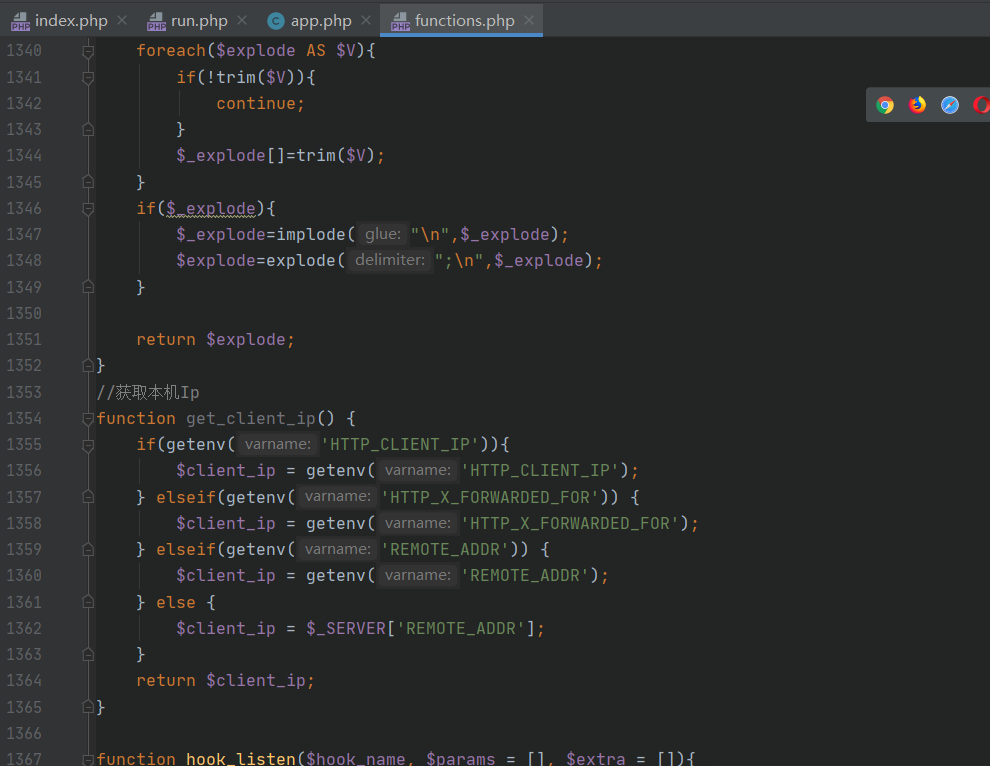 index.php run.php app.php functions.php
1340 foreach($explode AS $V){
1341 if(!trim($V)){
1342 continue;
1343 }
1344 $_explode[]=trim($V);
1345 }
1346 if($_explode){
1347 $_explode=implode( glue: "\n",$_explode);
1348 $explode=explode( delimiter: ";\n",$_explode);
1349 }
1350
1351 return $explode;
1352 }
1353 //获取本机Ip
1354 function get_client_ip() {
1355 if(getenv( varname: 'HTTP_CLIENT_IP')){
1356 $client_ip = getenv( varname: 'HTTP_CLIENT_IP');
1357 } elseif(getenv( varname: 'HTTP_X_FORWARDED_FOR')) {
1358 $client_ip = getenv( varname: 'HTTP_X_FORWARDED_FOR');
1359 } elseif(getenv( varname: 'REMOTE_ADDR')) {
1360 $client_ip = getenv( varname: 'REMOTE_ADDR');
1361 } else {
1362 $client_ip = $_SERVER['REMOTE_ADDR'];
1363 }
1364 return $client_ip;
1365 }
1366
1367 function hook_listen($hook_name, $params = [], $extra = []){